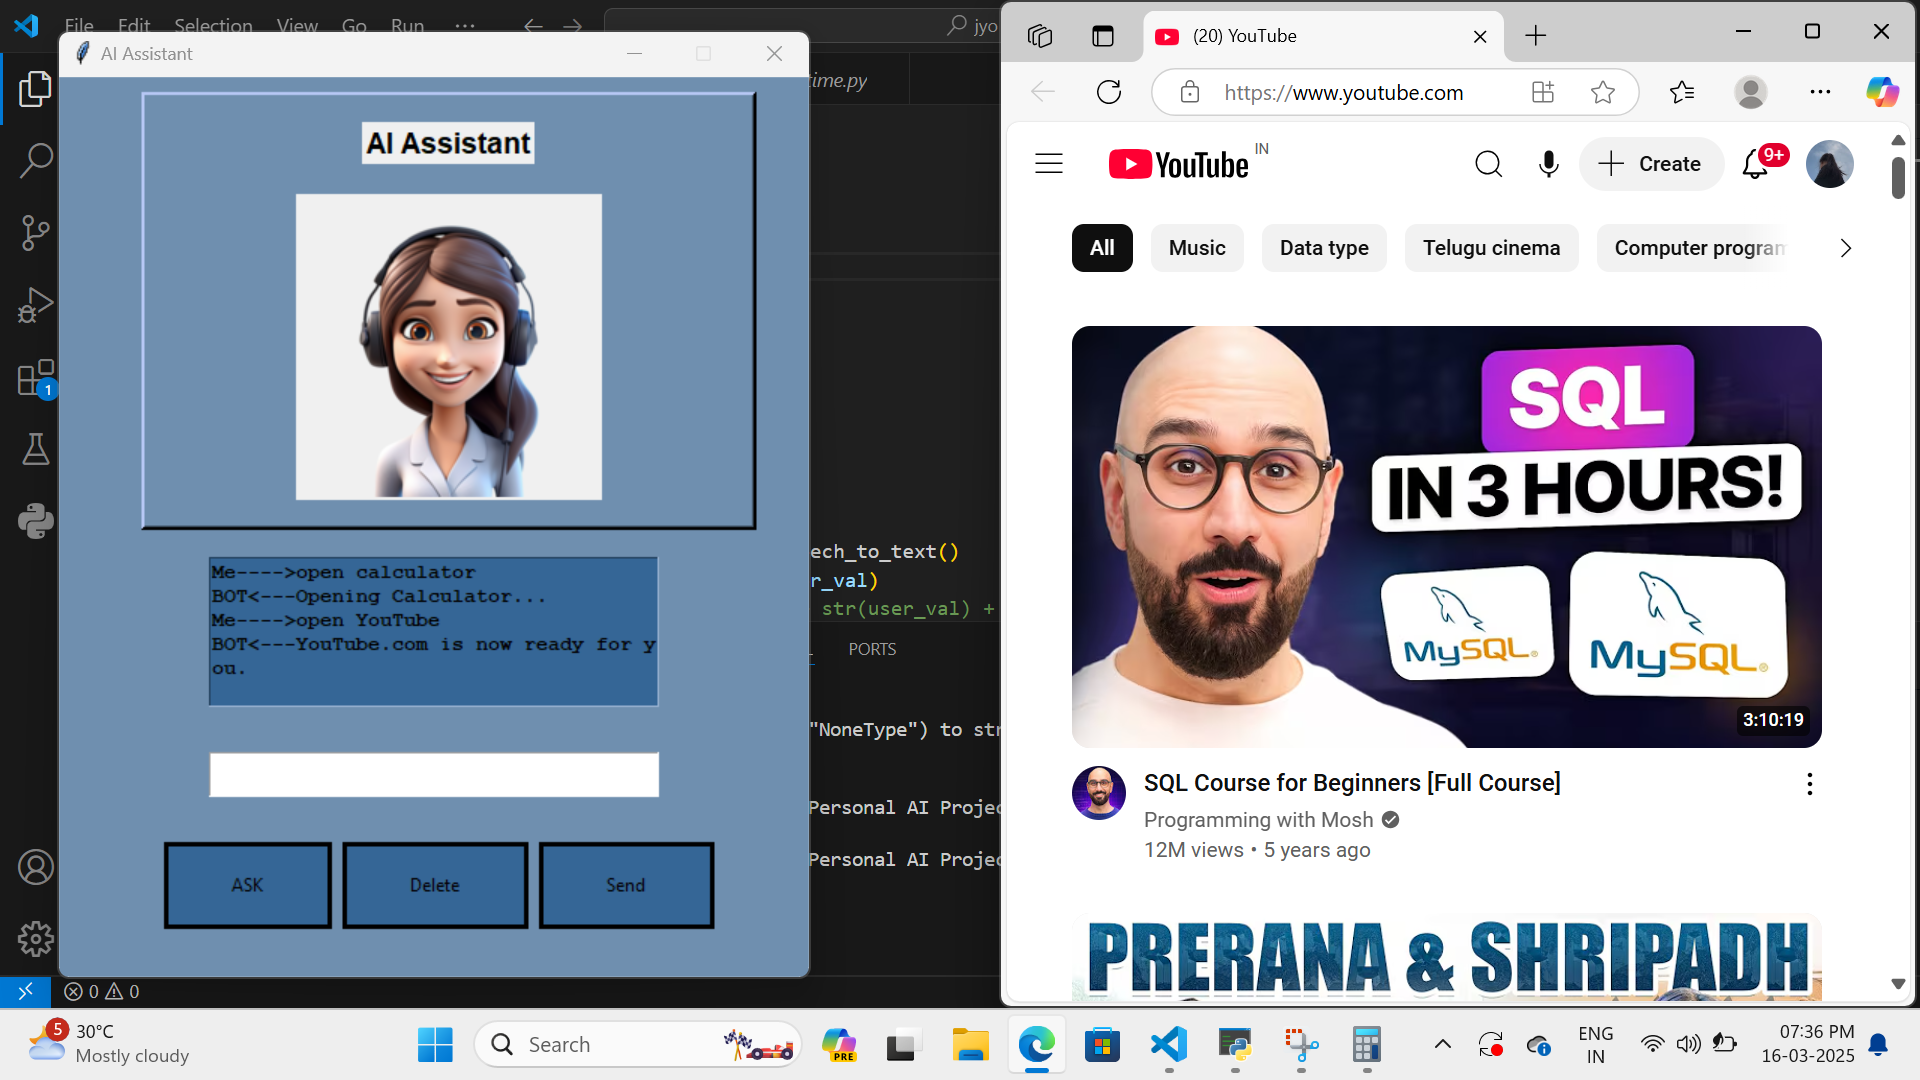 File Edit Selection View Go Run ...
jyo
AI Assistant
time.py
AI Assistant
Me---->open calculator
BOT<---Opening Calculator...
Me---->open YouTube
BOT<---YouTube.com is now ready for y
ou.
ASK Delete Send
ech_to_text()
r_val)
str(user_val) +
PORTS
"NoneType") to str
Personal AI Projec
Personal AI Projec
1
0 0
(20) YouTube
https://www.youtube.com
YouTube IN
Create
9+
All Music Data type Telugu cinema Computer program
SQL
IN 3 HOURS!
MySQL® MySQL®
3:10:19
SQL Course for Beginners [Full Course]
Programming with Mosh
12M views • 5 years ago
PRERANA & SHRIPADH
5
30°C
Mostly cloudy
Search
PRE
ENG
IN
07:36 PM
16-03-2025